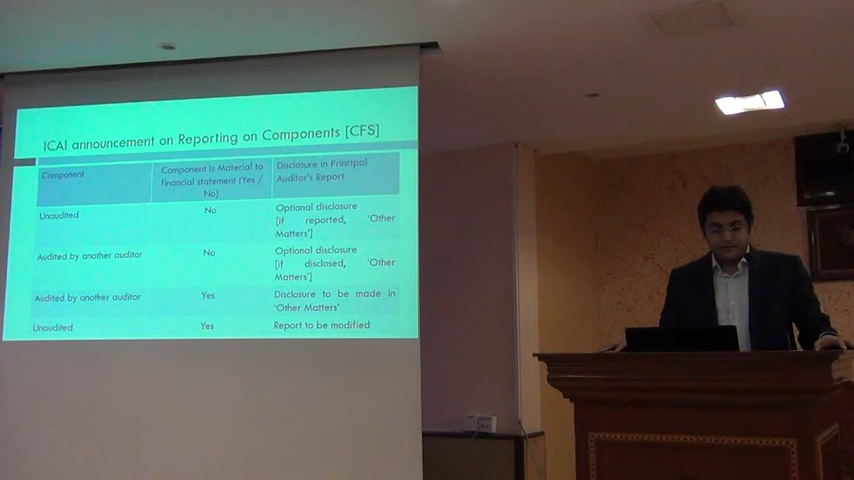 ICAI announcement on Reporting on Components [CFS]
Component
Component Is Material to
financial statement (Yes /
No)
Disclosure in Principal
Auditor's Report
Unaudited
No
Optional disclosure
[if reported, 'Other
Matters']
Audited by another auditor
No
Optional disclosure
[if disclosed, 'Other
Matters']
Audited by another auditor
Yes
Disclosure to be made in
'Other Matters'
Unaudited
Yes
Report to be modified